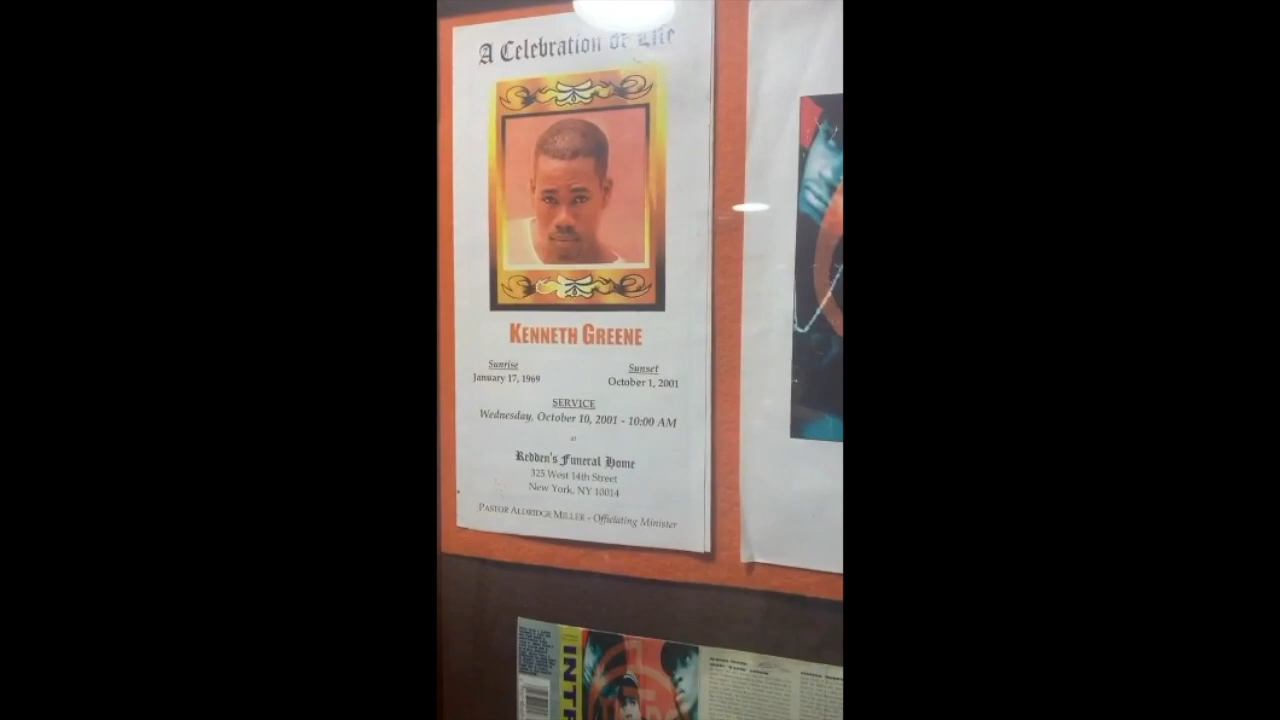 A Celebration of Life
KENNETH GREENE
Sunrise
January 17, 1969
Sunset
October 1, 2001
SERVICE
Wednesday, October 10, 2001 - 10:00 AM
at
Redden's Funeral Home
325 West 14th Street
New York, NY 10014
PASTOR ALDRIDGE MILLER - Officiating Minister
INT